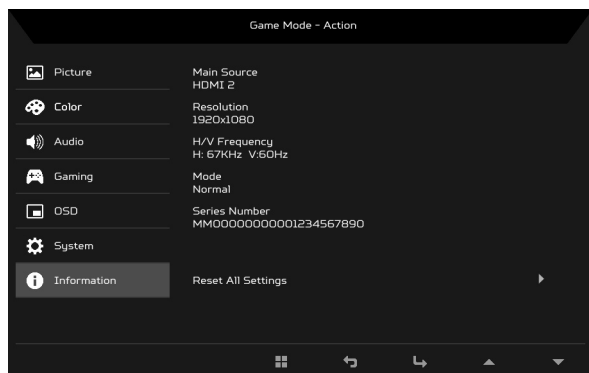 Game Mode - Action
Picture
Color
Audio
Gaming
OSD
System
Information
Main Source
HDMI 2
Resolution
1920x1080
H/V Frequency
H: 67KHz V:60Hz
Mode
Normal
Series Number
MM00000000001234567890
Reset All Settings